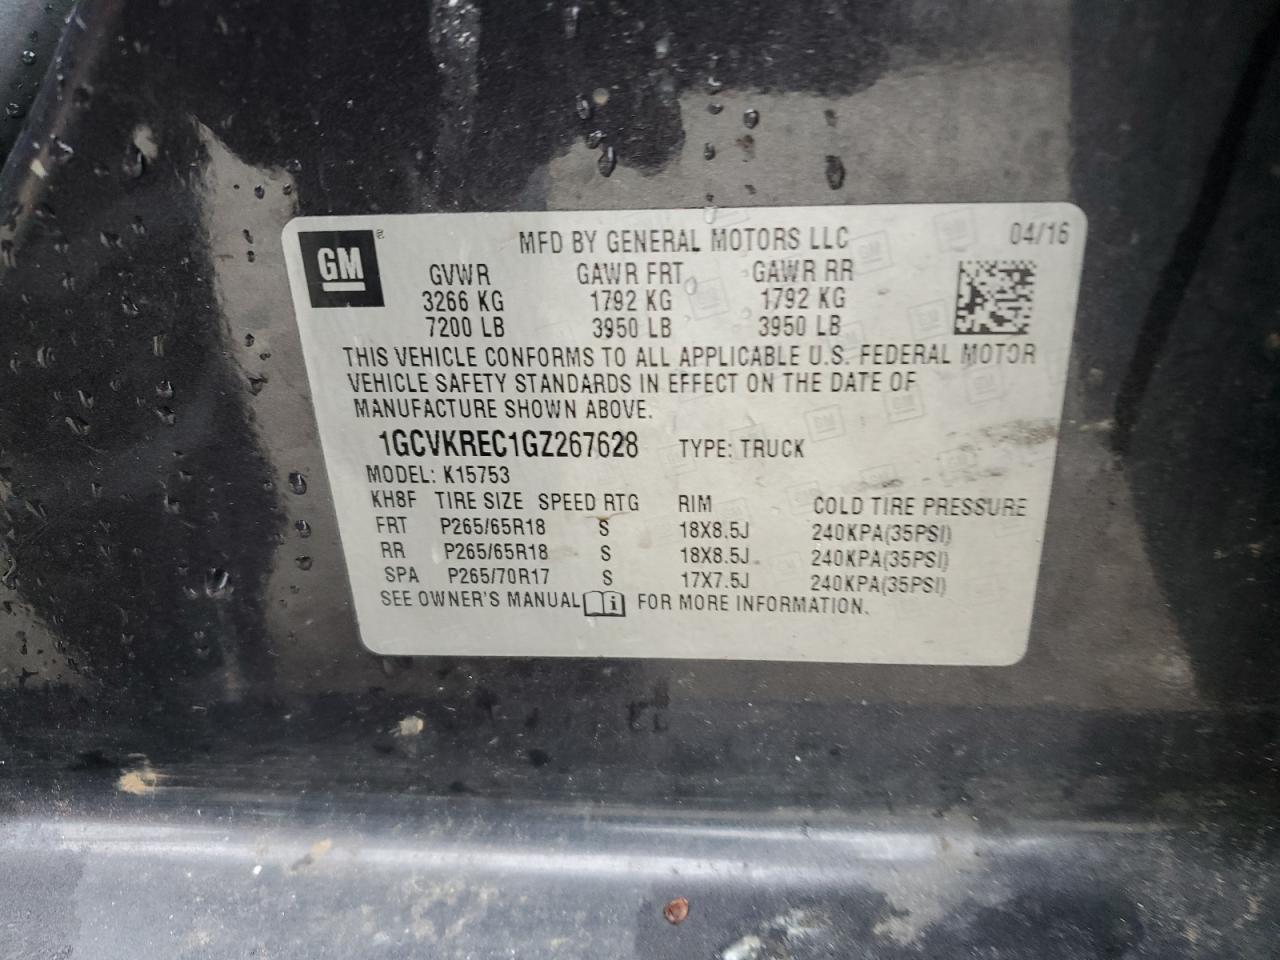 GM®
MFD BY GENERAL MOTORS LLC 04/16
GVWR GAWR FRT GAWR RR
3266 KG 1792 KG 1792 KG
7200 LB 3950 LB 3950 LB
THIS VEHICLE CONFORMS TO ALL APPLICABLE U.S. FEDERAL MOTOR
VEHICLE SAFETY STANDARDS IN EFFECT ON THE DATE OF
MANUFACTURE SHOWN ABOVE.
1GCVKREC1GZ267628 TYPE: TRUCK
MODEL: K15753
KH8F TIRE SIZE SPEED RTG RIM COLD TIRE PRESSURE
FRT P265/65R18 S 18X8.5J 240KPA(35PSI)
RR P265/65R18 S 18X8.5J 240KPA(35PSI)
SPA P265/70R17 S 17X7.5J 240KPA(35PSI)
SEE OWNER'S MANUAL i FOR MORE INFORMATION.